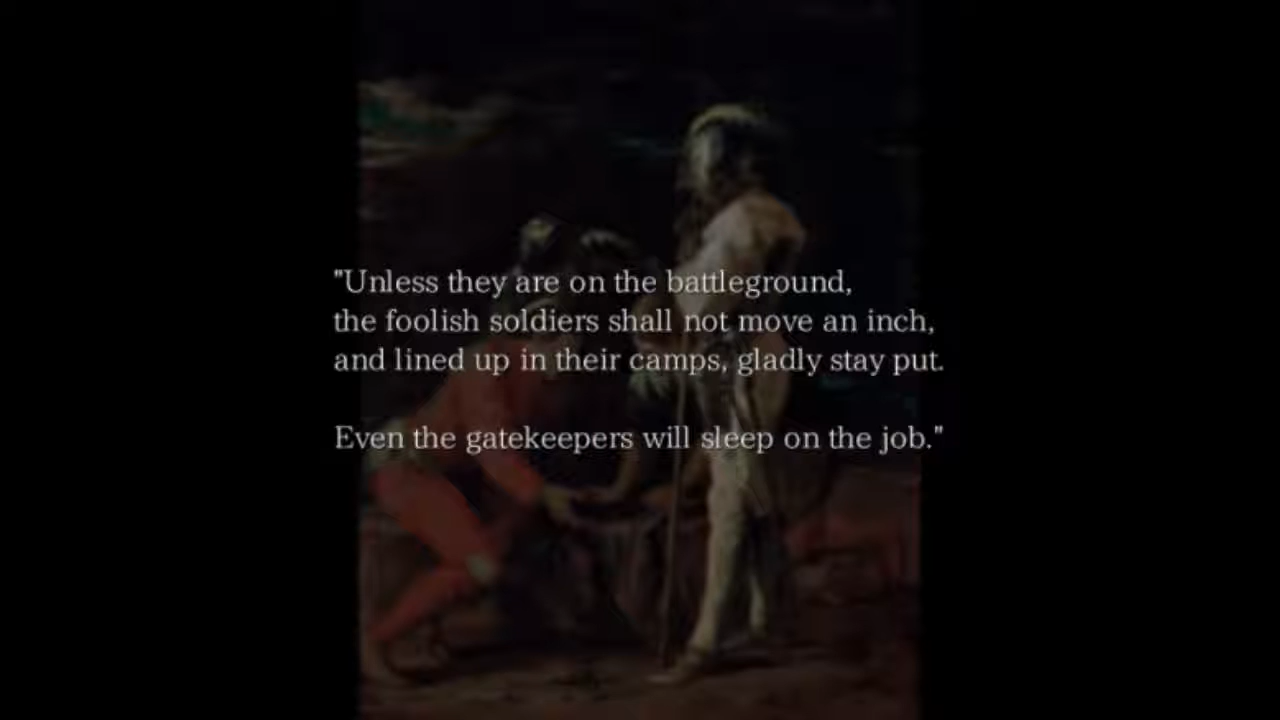 "Unless they are on the battleground,
the foolish soldiers shall not move an inch,
and lined up in their camps, gladly stay put.
Even the gatekeepers will sleep on the job."